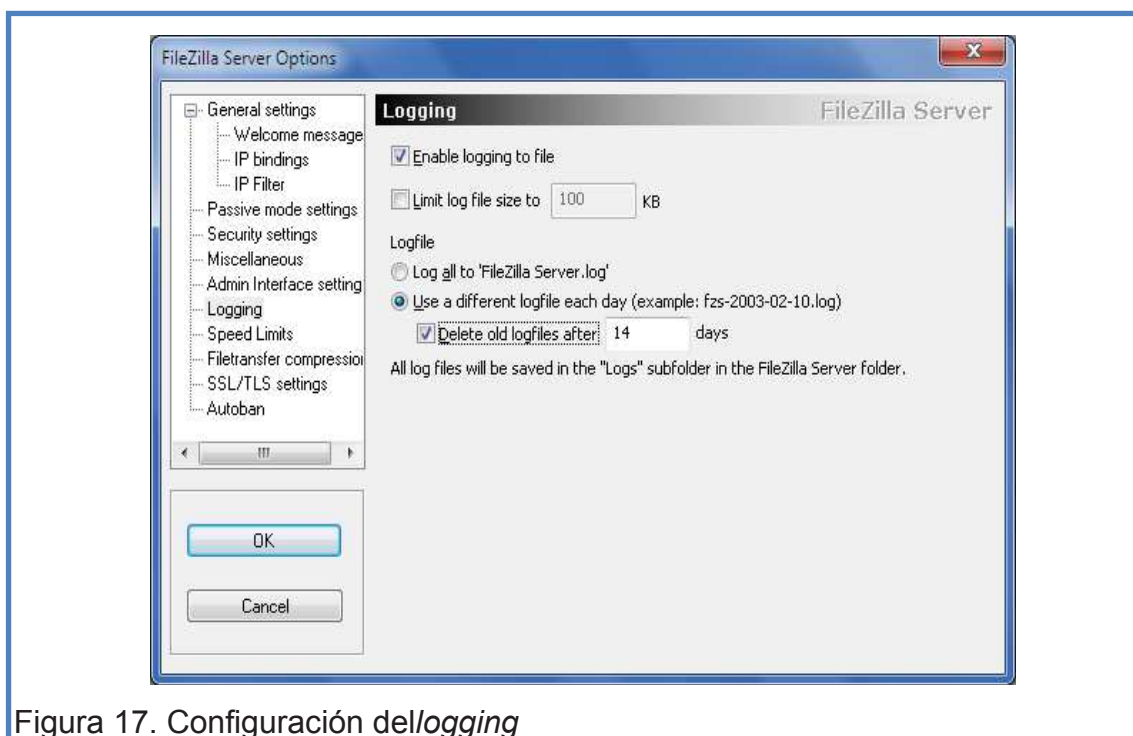 FileZilla Server Options
General settings
Welcome message
IP bindings
IP Filter
Passive mode settings
Security settings
Miscellaneous
Admin Interface setting
Logging
Speed Limits
Filetransfer compressio
SSL/TLS settings
Autoban
OK
Cancel
Logging FileZilla Server
Enable logging to file
Limit log file size to 100 KB
Logfile
Log all to 'FileZilla Server.log'
Use a different logfile each day (example: fzs-2003-02-10.log)
Delete old logfiles after 14 days
All log files will be saved in the "Logs" subfolder in the FileZilla Server folder.
Figura 17. Configuración dellogging